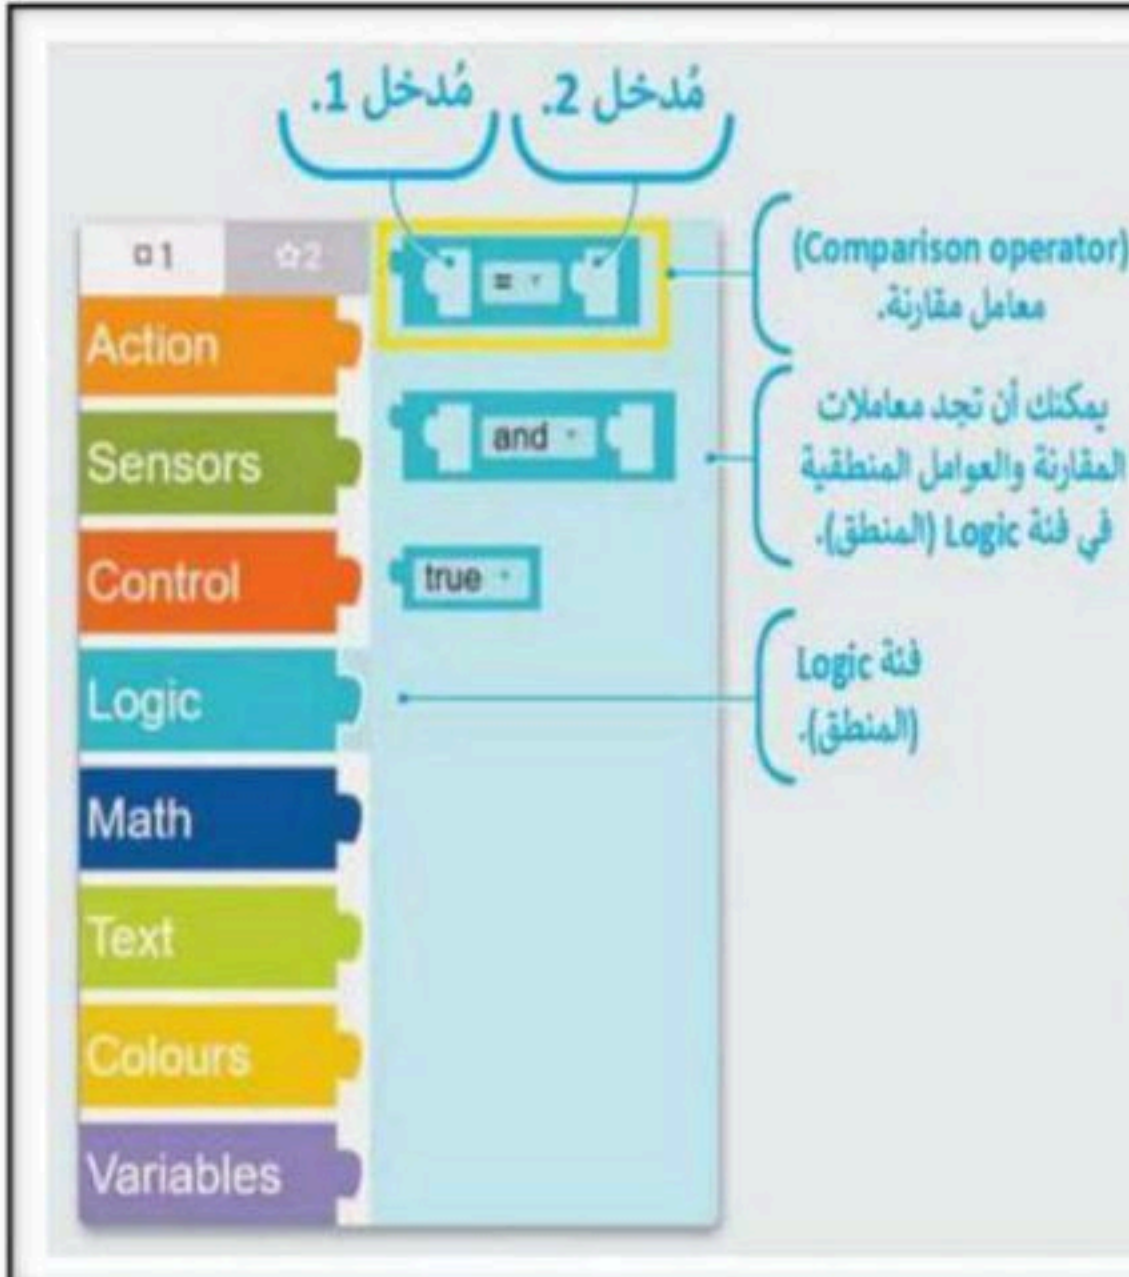 مُدخل 1.
مُدخل 2.
1
2
Action
Sensors
Control
Logic
Math
Text
Colours
Variables
=
and
true
(Comparison operator)
معامل مقارنة.
يمكنك أن تجد معاملات
المقارنة والعوامل المنطقية
في فئة Logic (المنطق).
فئة Logic
(المنطق).